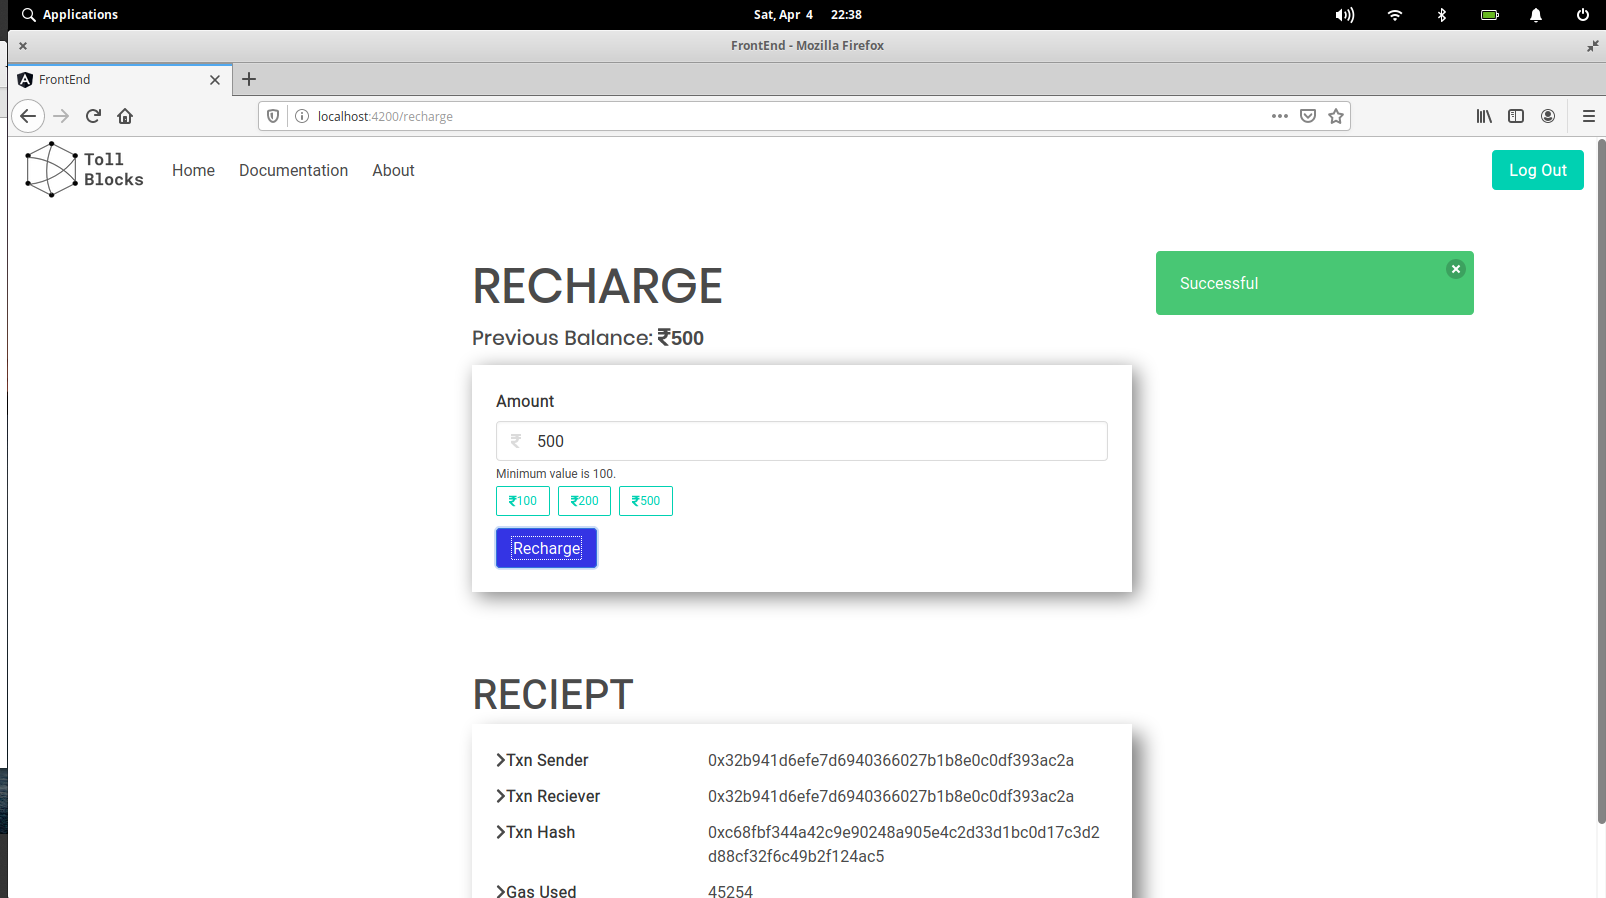 Applications
Sat, Apr 4 22:38
FrontEnd - Mozilla Firefox
FrontEnd
localhost:4200/recharge
Toll
Blocks
Home Documentation About
Log Out
RECHARGE
Successful
Previous Balance: ₹500
Amount
₹ 500
Minimum value is 100.
₹100 ₹200 ₹500
Recharge
RECIEPT
Txn Sender 0x32b941d6efe7d6940366027b1b8e0c0df393ac2a
Txn Reciever 0x32b941d6efe7d6940366027b1b8e0c0df393ac2a
Txn Hash 0xc68fbf344a42c9e90248a905e4c2d33d1bc0d17c3d2
d88cf32f6c49b2f124ac5
Gas Used 45254